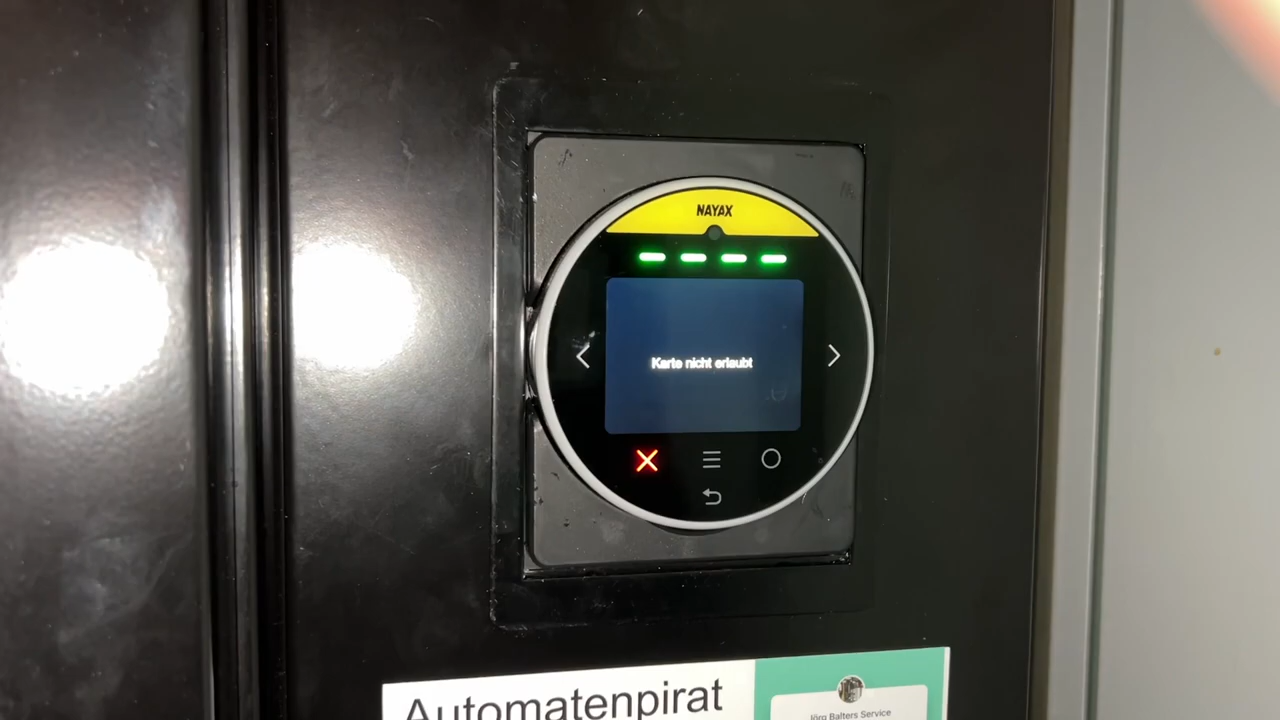 NAYAX
Karte nicht erlaubt
Automatenpirat
Jörg Balters Service